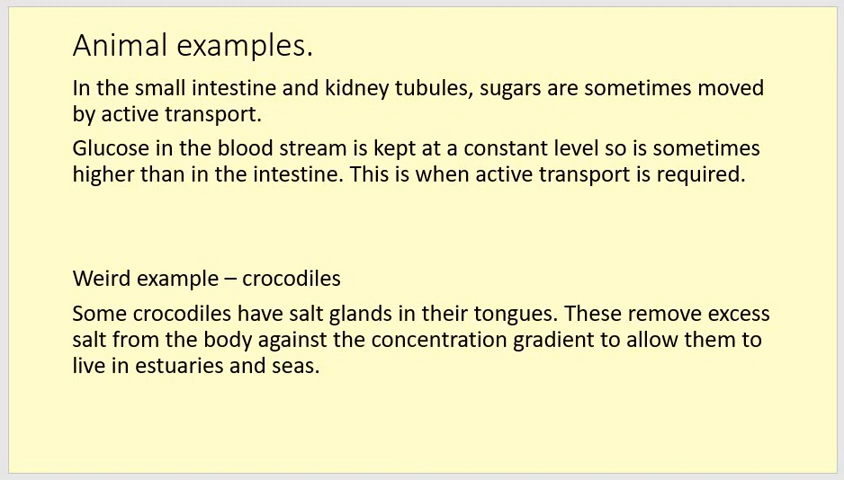 Animal examples.
In the small intestine and kidney tubules, sugars are sometimes moved
by active transport.
Glucose in the blood stream is kept at a constant level so is sometimes
higher than in the intestine. This is when active transport is required.
Weird example – crocodiles
Some crocodiles have salt glands in their tongues. These remove excess
salt from the body against the concentration gradient to allow them to
live in estuaries and seas.